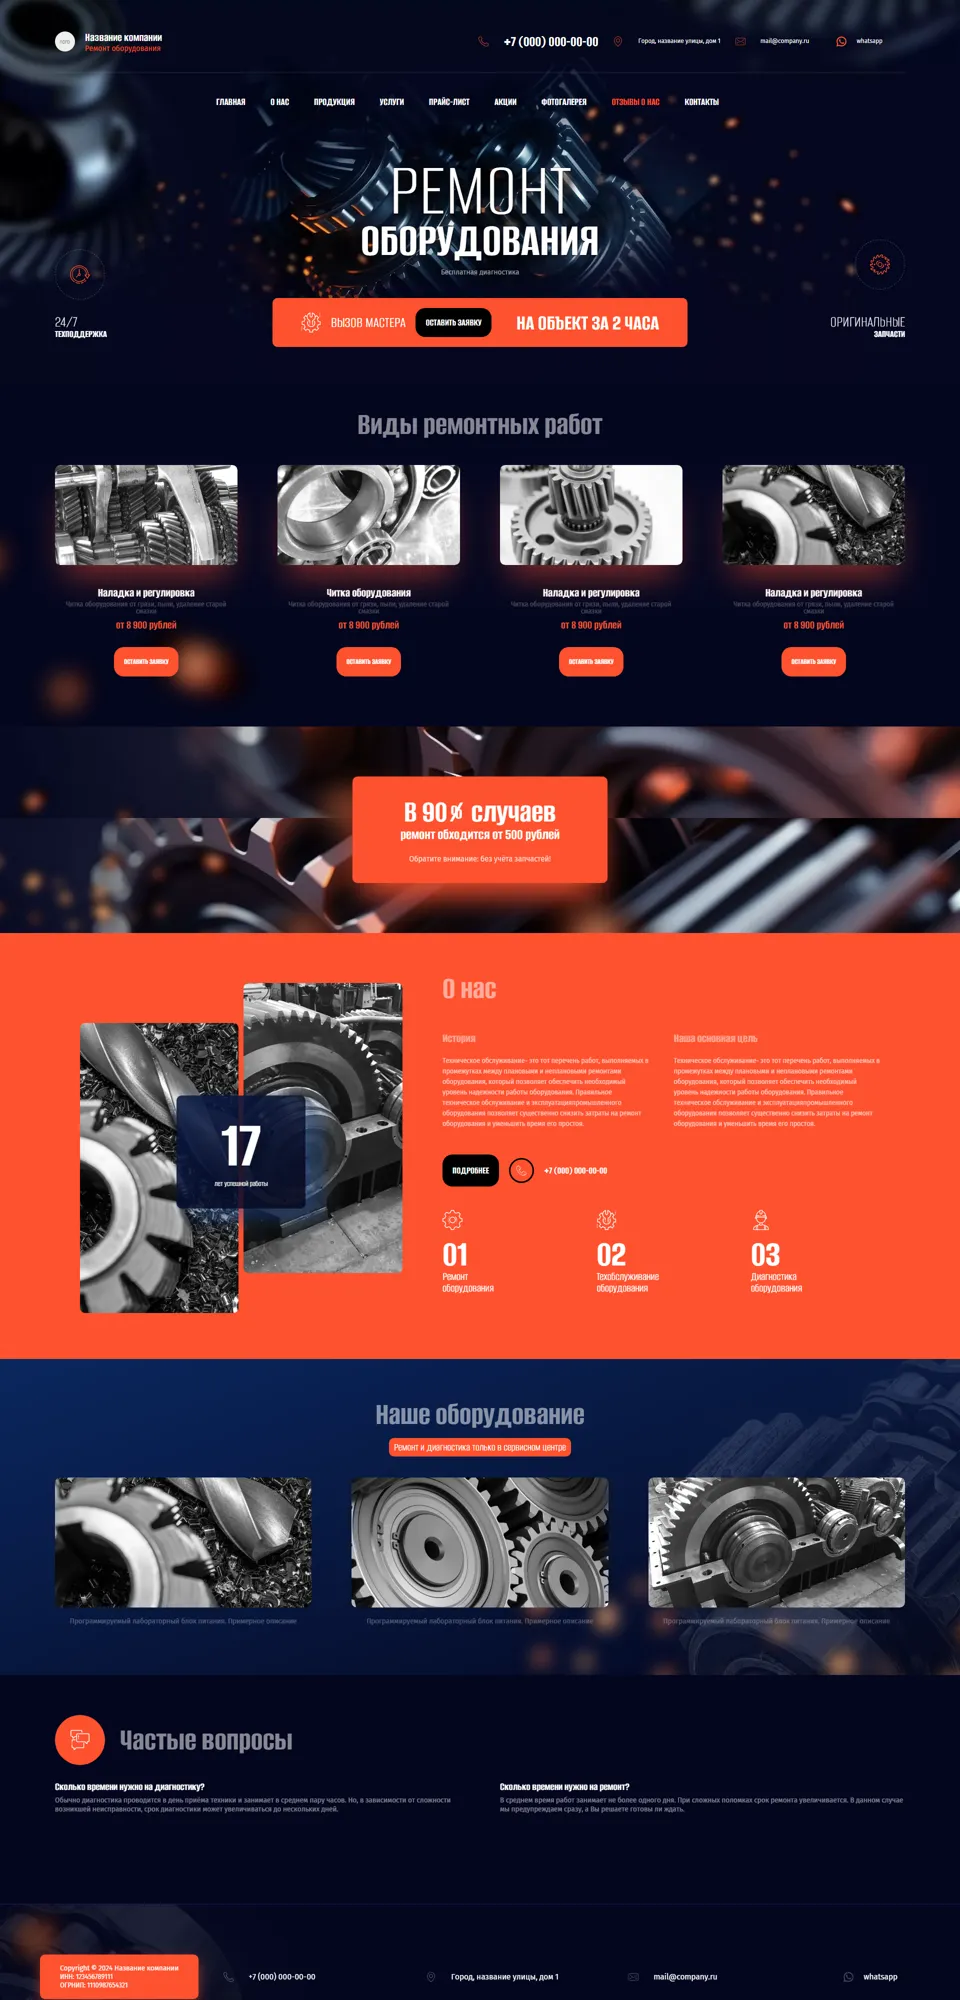 Название компании
Ремонт оборудования
+7 (000) 000-00-00
Город, название улицы, дом 1
mail@company.ru
whatsapp
ГЛАВНАЯ О НАС ПРОДУКЦИЯ УСЛУГИ ПРАЙС-ЛИСТ АКЦИИ ФОТОГАЛЕРЕЯ ОТЗЫВЫ О НАС КОНТАКТЫ
РЕМОНТ
ОБОРУДОВАНИЯ
Бесплатная диагностика
24/7
ТЕХПОДДЕРЖКА
ВЫЗОВ МАСТЕРА
ОСТАВИТЬ ЗАЯВКУ
НА ОБЪЕКТ ЗА 2 ЧАСА
ОРИГИНАЛЬНЫЕ
ЗАПЧАСТИ
Виды ремонтных работ
Наладка и регулировка
Читка оборудования от грязи, пыли, удаление старой
смазки
от 8 900 рублей
ОСТАВИТЬ ЗАЯВКУ
Читка оборудования
Читка оборудования от грязи, пыли, удаление старой
смазки
от 8 900 рублей
ОСТАВИТЬ ЗАЯВКУ
Наладка и регулировка
Читка оборудования от грязи, пыли, удаление старой
смазки
от 8 900 рублей
ОСТАВИТЬ ЗАЯВКУ
Наладка и регулировка
Читка оборудования от грязи, пыли, удаление старой
смазки
от 8 900 рублей
ОСТАВИТЬ ЗАЯВКУ
В 90% случаев
ремонт обходится от 500 рублей
Обратите внимание: без учёта запчастей!
17
лет успешной работы
О нас
История
Техническое обслуживание- это тот перечень работ, выполняемых в
промежутках между плановыми и неплановыми ремонтами
оборудования, который позволяет обеспечить необходимый
уровень надежности работы оборудования. Правильное
техническое обслуживание и эксплуатацияпромышленного
оборудования позволяет существенно снизить затраты на ремонт
оборудования и уменьшить время его простоя.
Наша основная цель
Техническое обслуживание- это тот перечень работ, выполняемых в
промежутках между плановыми и неплановыми ремонтами
оборудования, который позволяет обеспечить необходимый
уровень надежности работы оборудования. Правильное
техническое обслуживание и эксплуатацияпромышленного
оборудования позволяет существенно снизить затраты на ремонт
оборудования и уменьшить время его простоя.
ПОДРОБНЕЕ
+7 (000) 000-00-00
01
Ремонт
оборудования
02
Техобслуживание
оборудования
03
Диагностика
оборудования
Наше оборудование
Ремонт и диагностика только в сервисном центре
Программируемый лабораторный блок питания. Примерное описание
Программируемый лабораторный блок питания. Примерное описание
Программируемый лабораторный блок питания. Примерное описание
Частые вопросы
Сколько времени нужно на диагностику?
Обычно диагностика проводится в день приёма техники и занимает в среднем пару часов. Но, в зависимости от сложности
возникшей неисправности, срок диагностики может увеличиваться до нескольких дней.
Сколько времени нужно на ремонт?
В среднем время работ занимает не более одного дня. При сложных поломках срок ремонта увеличивается. В данном случае
мы предупреждаем сразу, а Вы решаете готовы ли ждать.
Copyright © 2024 Название компании
ИНН: 123456789111
ОГРНИП: 1110987654321
+7 (000) 000-00-00
Город, название улицы, дом 1
mail@company.ru
whatsapp